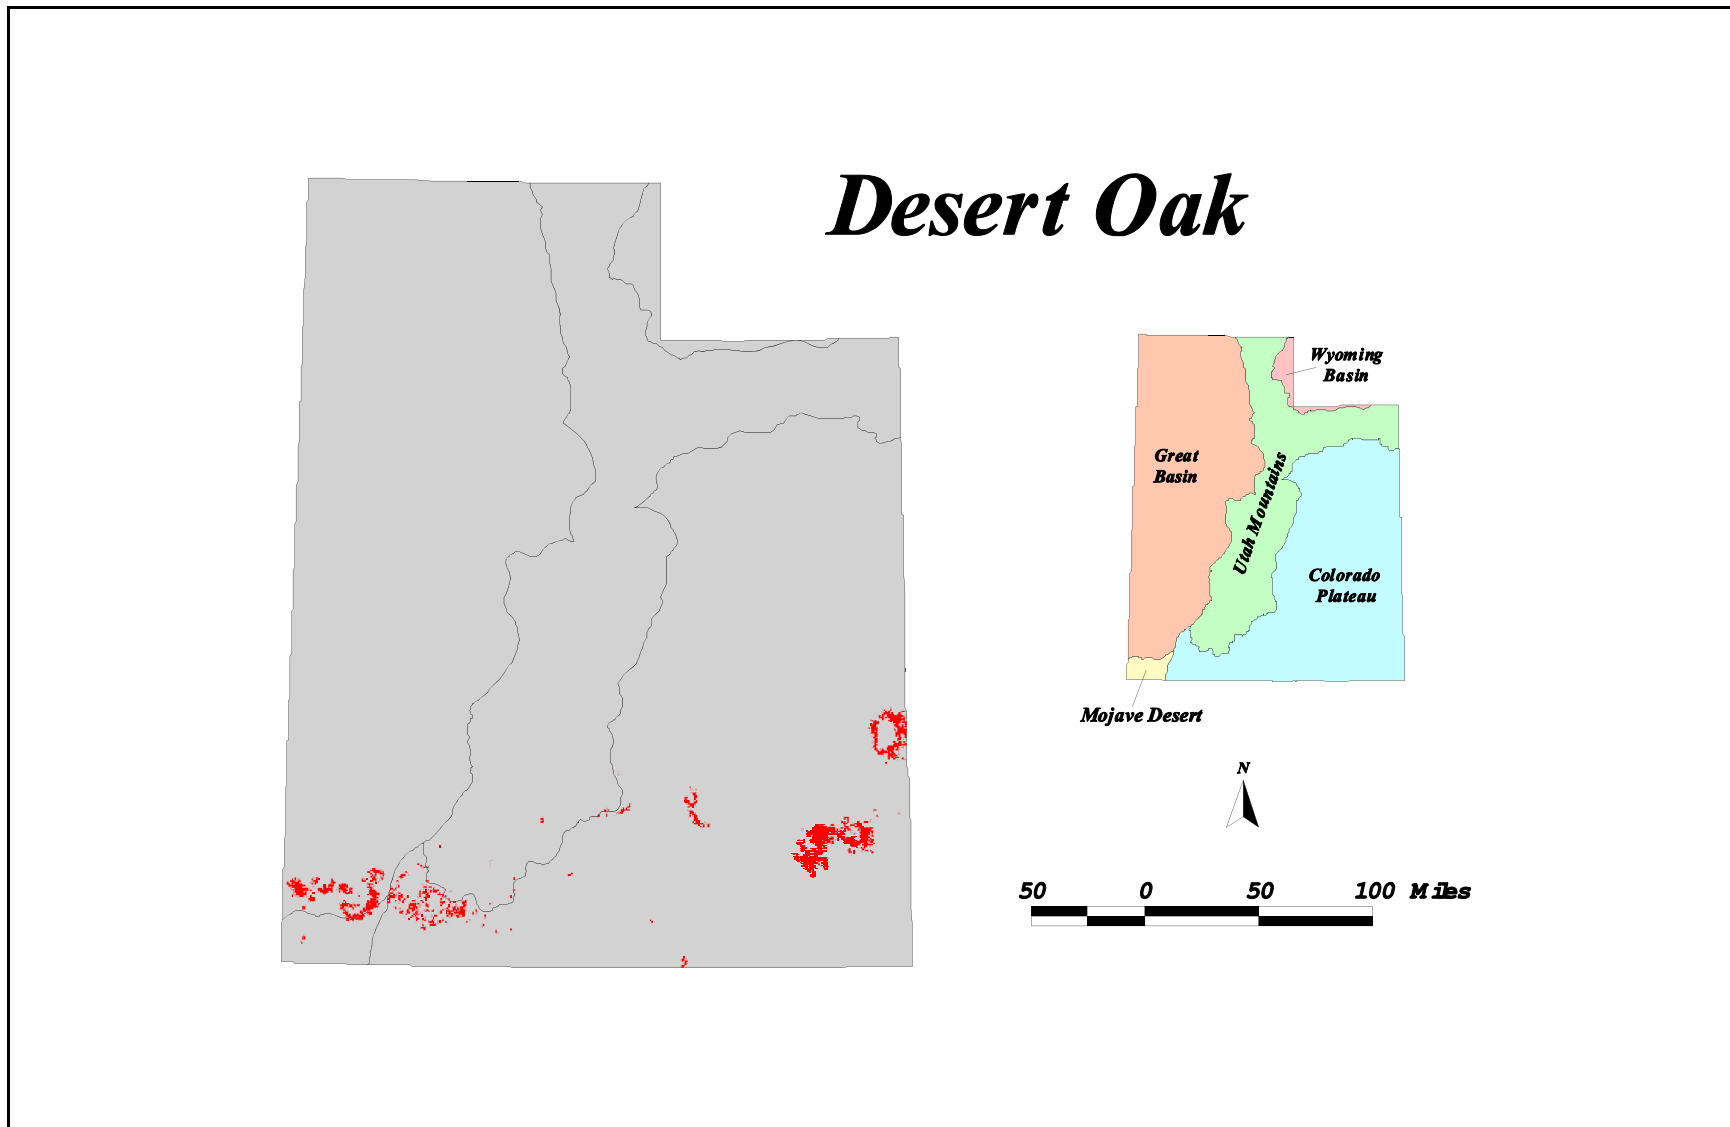 Desert Oak
Wyoming
Basin
Great
Basin
Utah Mountains
Colorado
Plateau
Mojave Desert
N
50 0 50 100 Miles